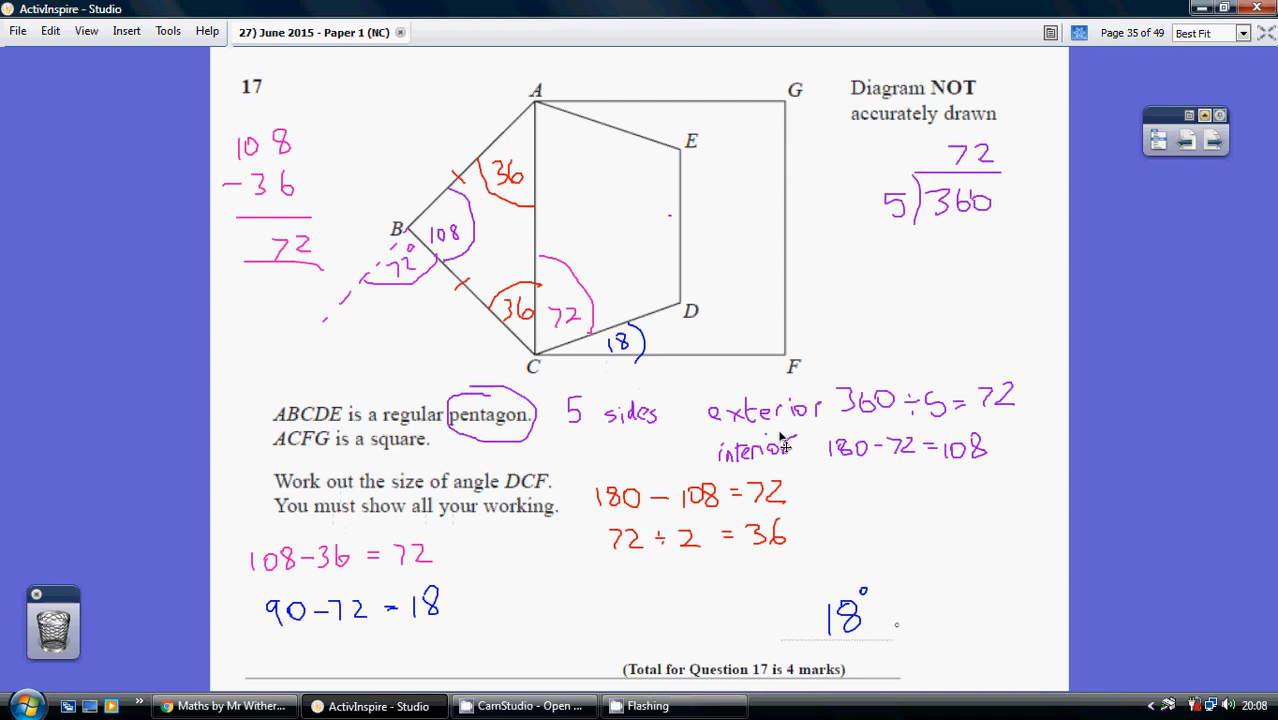 ActivInspire - Studio
File Edit View Insert Tools Help
27) June 2015 - Paper 1 (NC)
Page 35 of 49
Best Fit
17
Diagram NOT
accurately drawn
A
G
E
B
D
C
F
108
- 36
72
72
5 360
36
108
72°
36
72
18
ABCDE is a regular pentagon.
ACFG is a square.
5 sides
exterior 360 ÷ 5 = 72
interior 180 - 72 = 108
Work out the size of angle DCF.
You must show all your working.
180 - 108 = 72
72 ÷ 2 = 36
108 - 36 = 72
90 - 72 = 18
18°
°
(Total for Question 17 is 4 marks)
Maths by Mr Wither...
ActivInspire - Studio
CamStudio - Open ...
Flashing
20:08